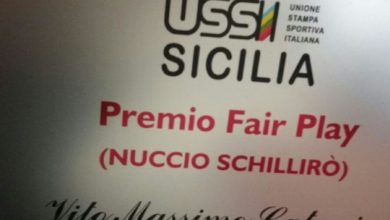 USSI
UNIONE
STAMPA
SPORTIVA
ITALIANA
SICILIA
Premio Fair Play
(NUCCIO SCHILLIRÒ)
Vito Massimo